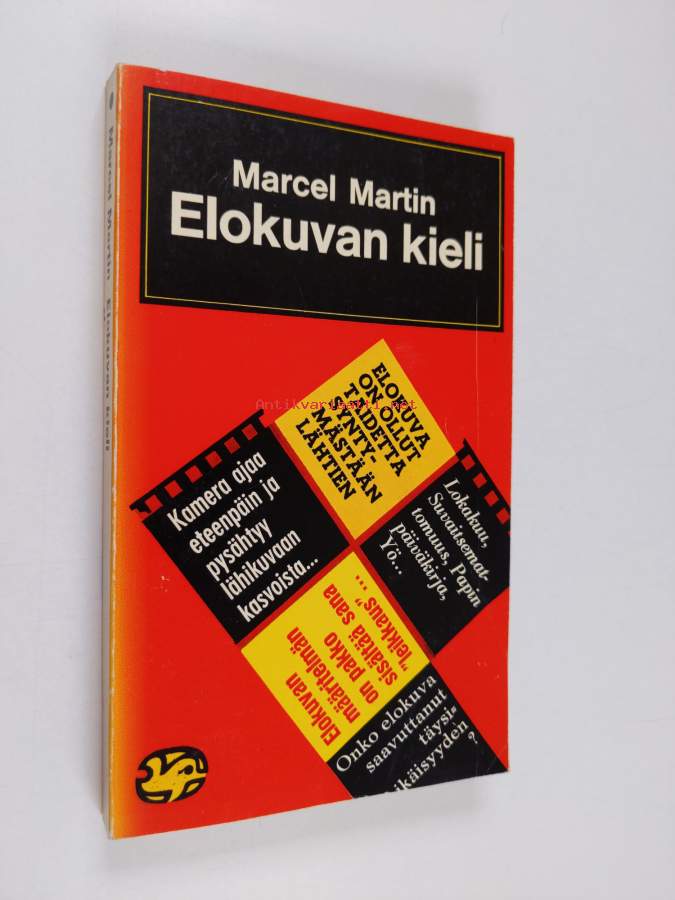 Marcel Martin
Elokuvan kieli
ELOKUVA
ON OLLUT
TAIDETTA
SYNTY-
MÄSTÄÄN
LÄHTIEN
Kamera ajaa
eteenpäin ja
pysähtyy
lähikuvaan
kasvoista...
Lokakuu,
Suvaitsemat-
tomuus, Papin
päiväkirja,
Yö...
Elokuvan
määritelmän
on pakko
sisältää sana
"leikkaus"...
Onko elokuva
saavuttanut
täysi-
ikäisyyden
?
Marcel Martin Elokuvan kieli
Antikvariaatti.net